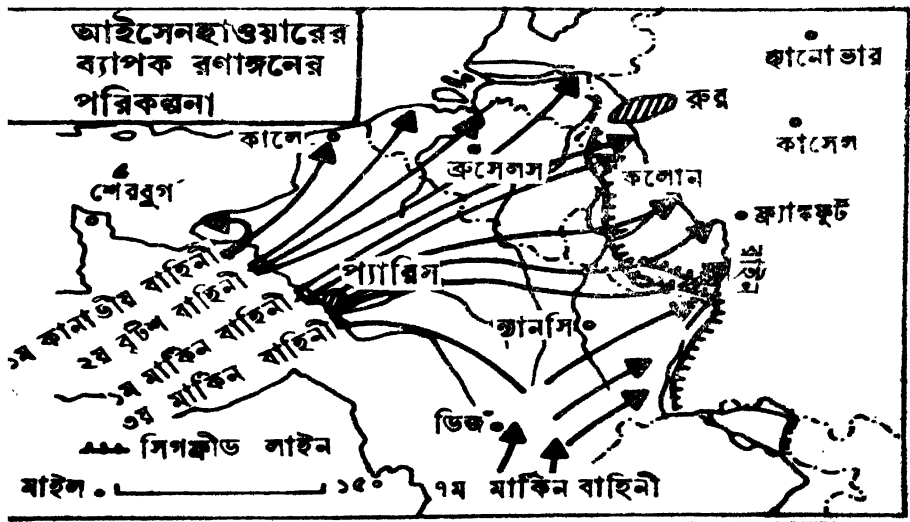 আইসেনহাওয়ারের
ব্যাপক রণাঙ্গনের
পরিকল্পনা
হ্যানোভার
রুর
কালে
কাসেল
ব্রুসেলস
কলোন
শেরবুর্গ
ফ্র্যাঙ্কফুর্ট
রাইন
প্যারিস
১ম কানাডীয় বাহিনী
২য় বৃটিশ বাহিনী
১ম মার্কিন বাহিনী
৩য় মার্কিন বাহিনী
ন্যানসি
ডিজ
সিগফ্রীড লাইন
মাইল ১৫০
৭ম মার্কিন বাহিনী